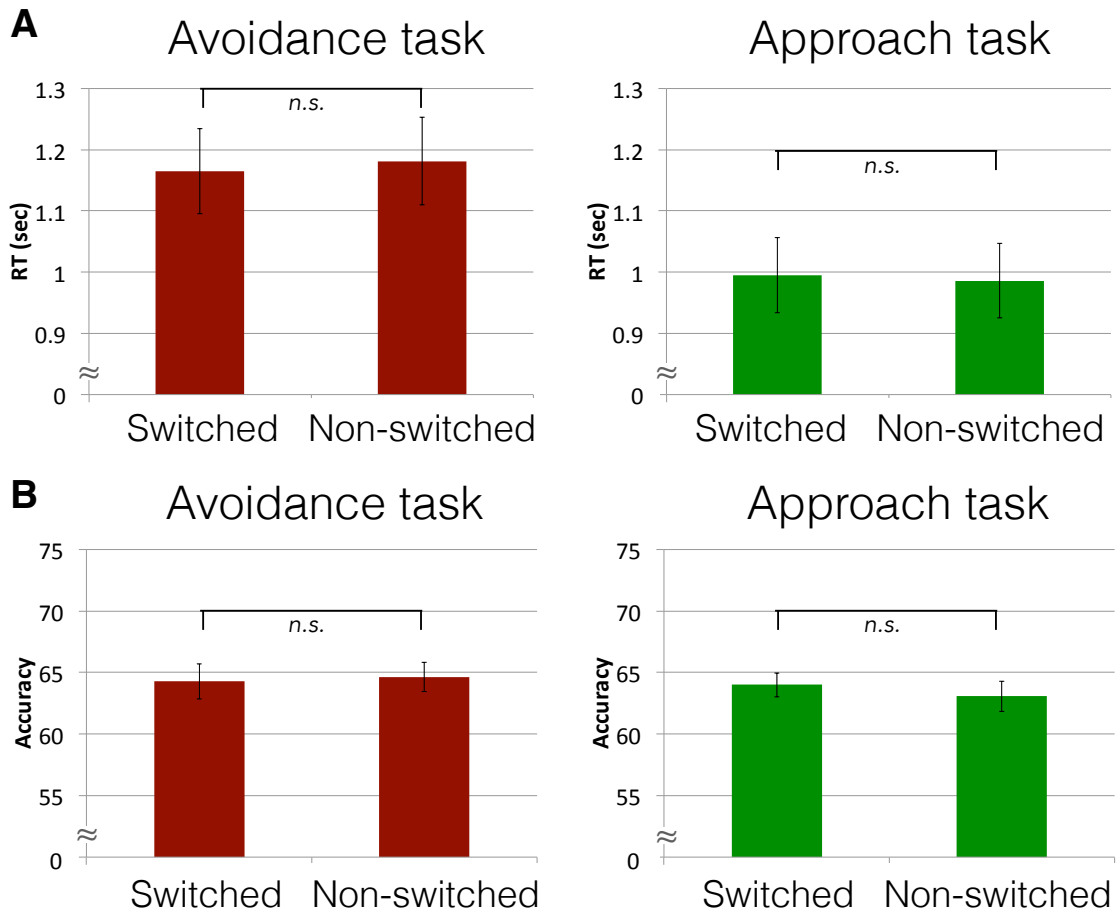 A
Avoidance task
Approach task
1.3
1.2
1.1
1
0.9
0
RT (sec)
n.s.
Switched
Non-switched
1.3
1.2
1.1
1
0.9
0
RT (sec)
n.s.
Switched
Non-switched
B
Avoidance task
Approach task
75
70
65
60
55
0
Accuracy
n.s.
Switched
Non-switched
75
70
65
60
55
0
Accuracy
n.s.
Switched
Non-switched